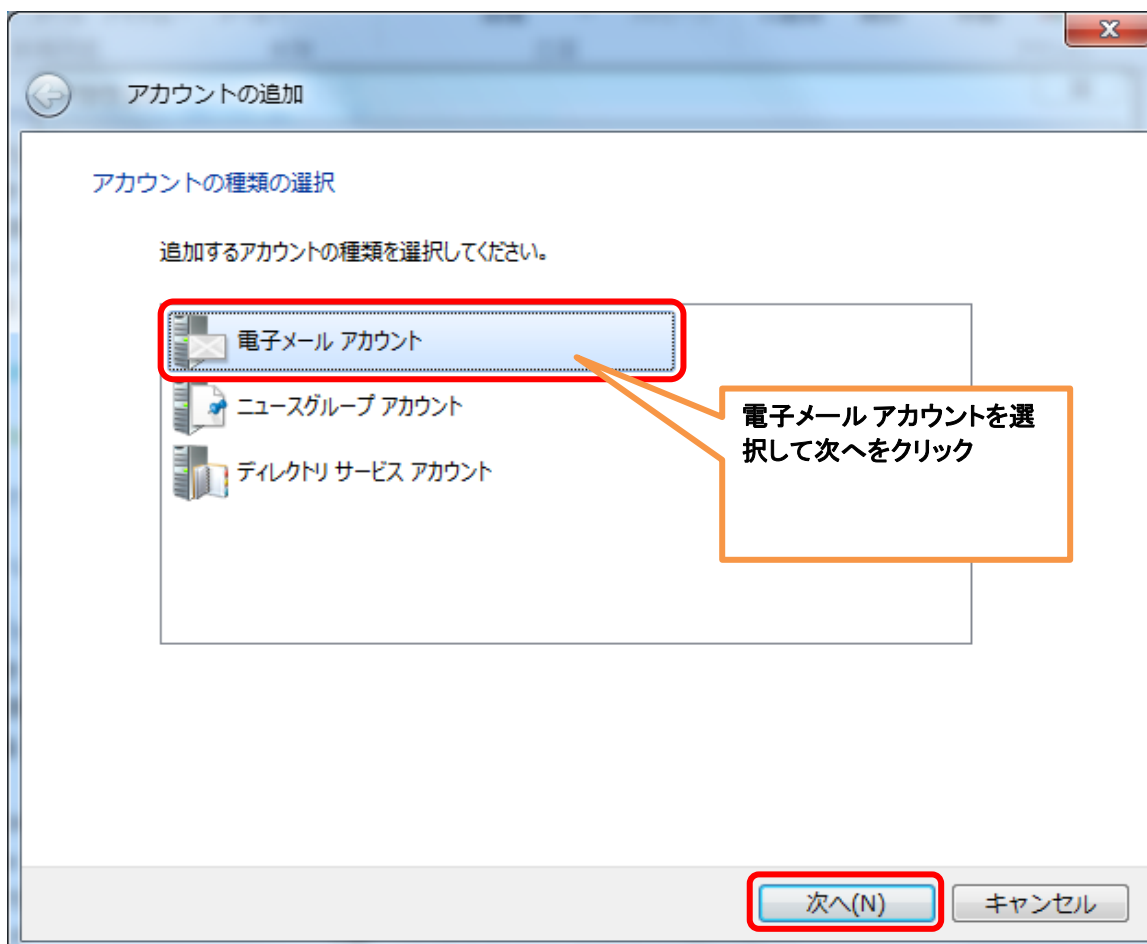 アカウントの追加
アカウントの種類の選択
追加するアカウントの種類を選択してください。
電子メール アカウント
ニュースグループ アカウント
ディレクトリ サービス アカウント
電子メール アカウントを選
択して次へをクリック
次へ(N)
キャンセル